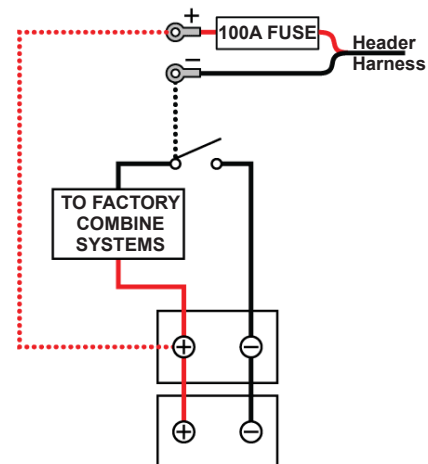 +
100A FUSE
Header
Harness
−
TO FACTORY
COMBINE
SYSTEMS
+ −
+ −